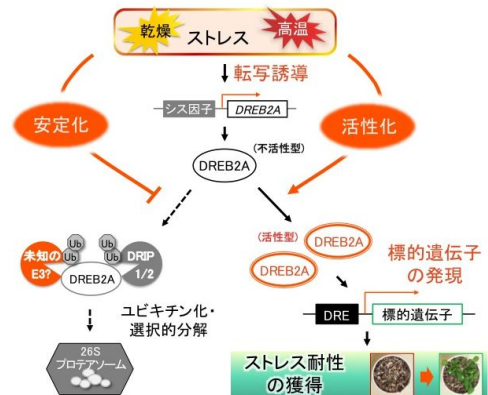 乾燥
ストレス
高温
転写誘導
シス因子
DREB2A
安定化
活性化
(不活性型)
DREB2A
Ub
Ub
Ub
Ub
未知の
E3?
DRIP
1/2
DREB2A
(活性型)
DREB2A
DREB2A
標的遺伝子
の発現
ユビキチン化・
選択的分解
DRE
標的遺伝子
26S
プロテアソーム
ストレス耐性
の獲得